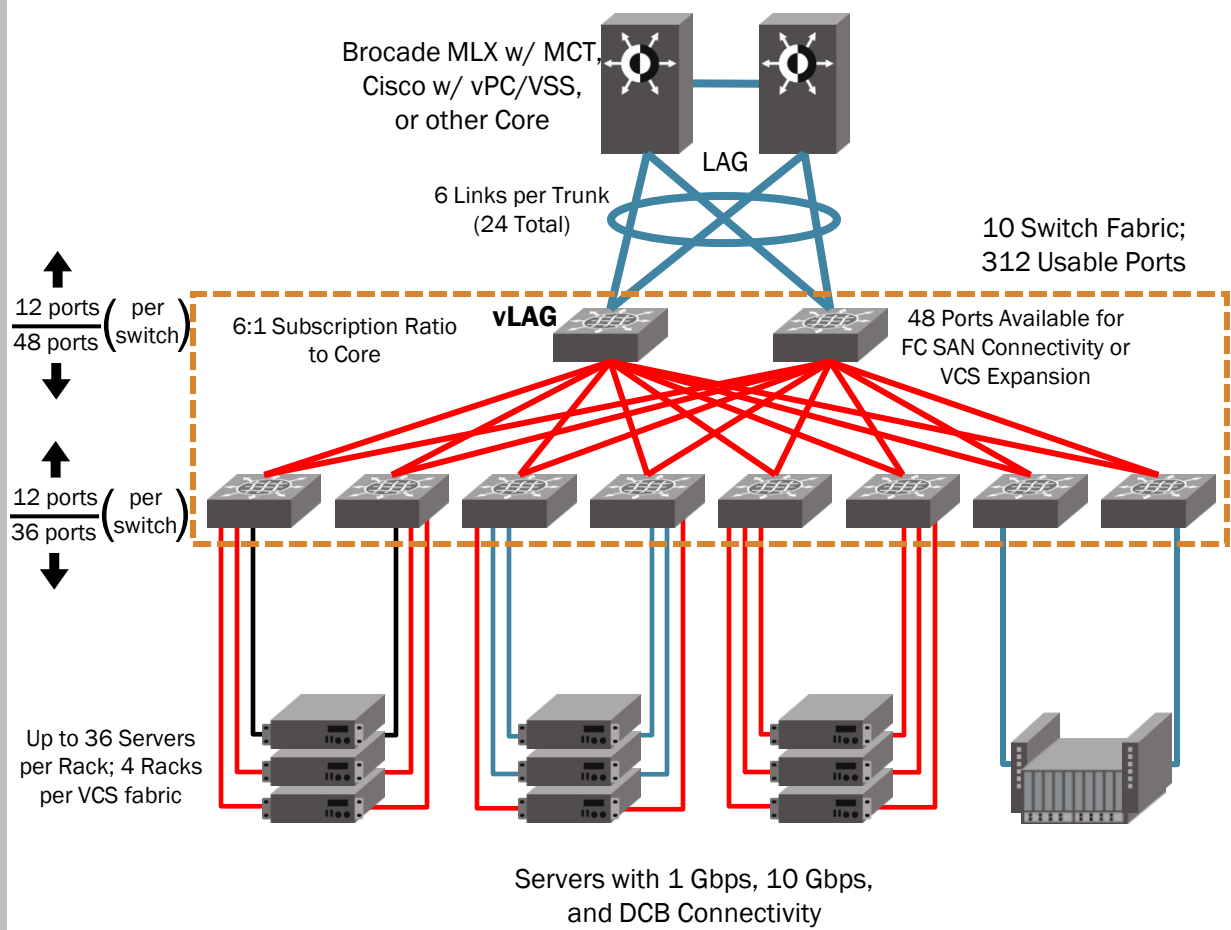 Brocade MLX w/ MCT,
Cisco w/ vPC/VSS,
or other Core
LAG
6 Links per Trunk
(24 Total)
10 Switch Fabric;
312 Usable Ports
12 ports
48 ports
(per
switch)
6:1 Subscription Ratio
to Core
vLAG
48 Ports Available for
FC SAN Connectivity or
VCS Expansion
12 ports
36 ports
(per
switch)
Up to 36 Servers
per Rack; 4 Racks
per VCS fabric
Servers with 1 Gbps, 10 Gbps,
and DCB Connectivity